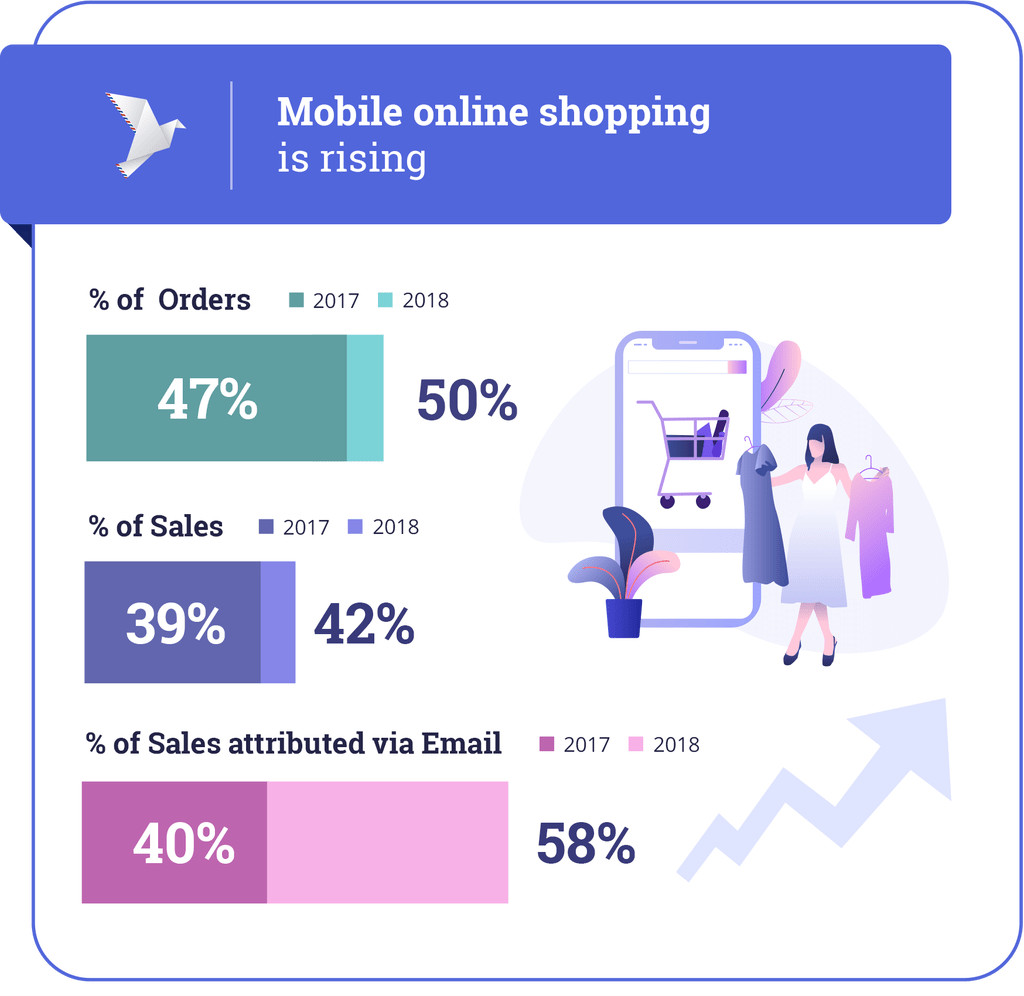 Mobile online shopping
is rising
% of Orders 2017 2018
47% 50%
% of Sales 2017 2018
39% 42%
% of Sales attributed via Email 2017 2018
40% 58%